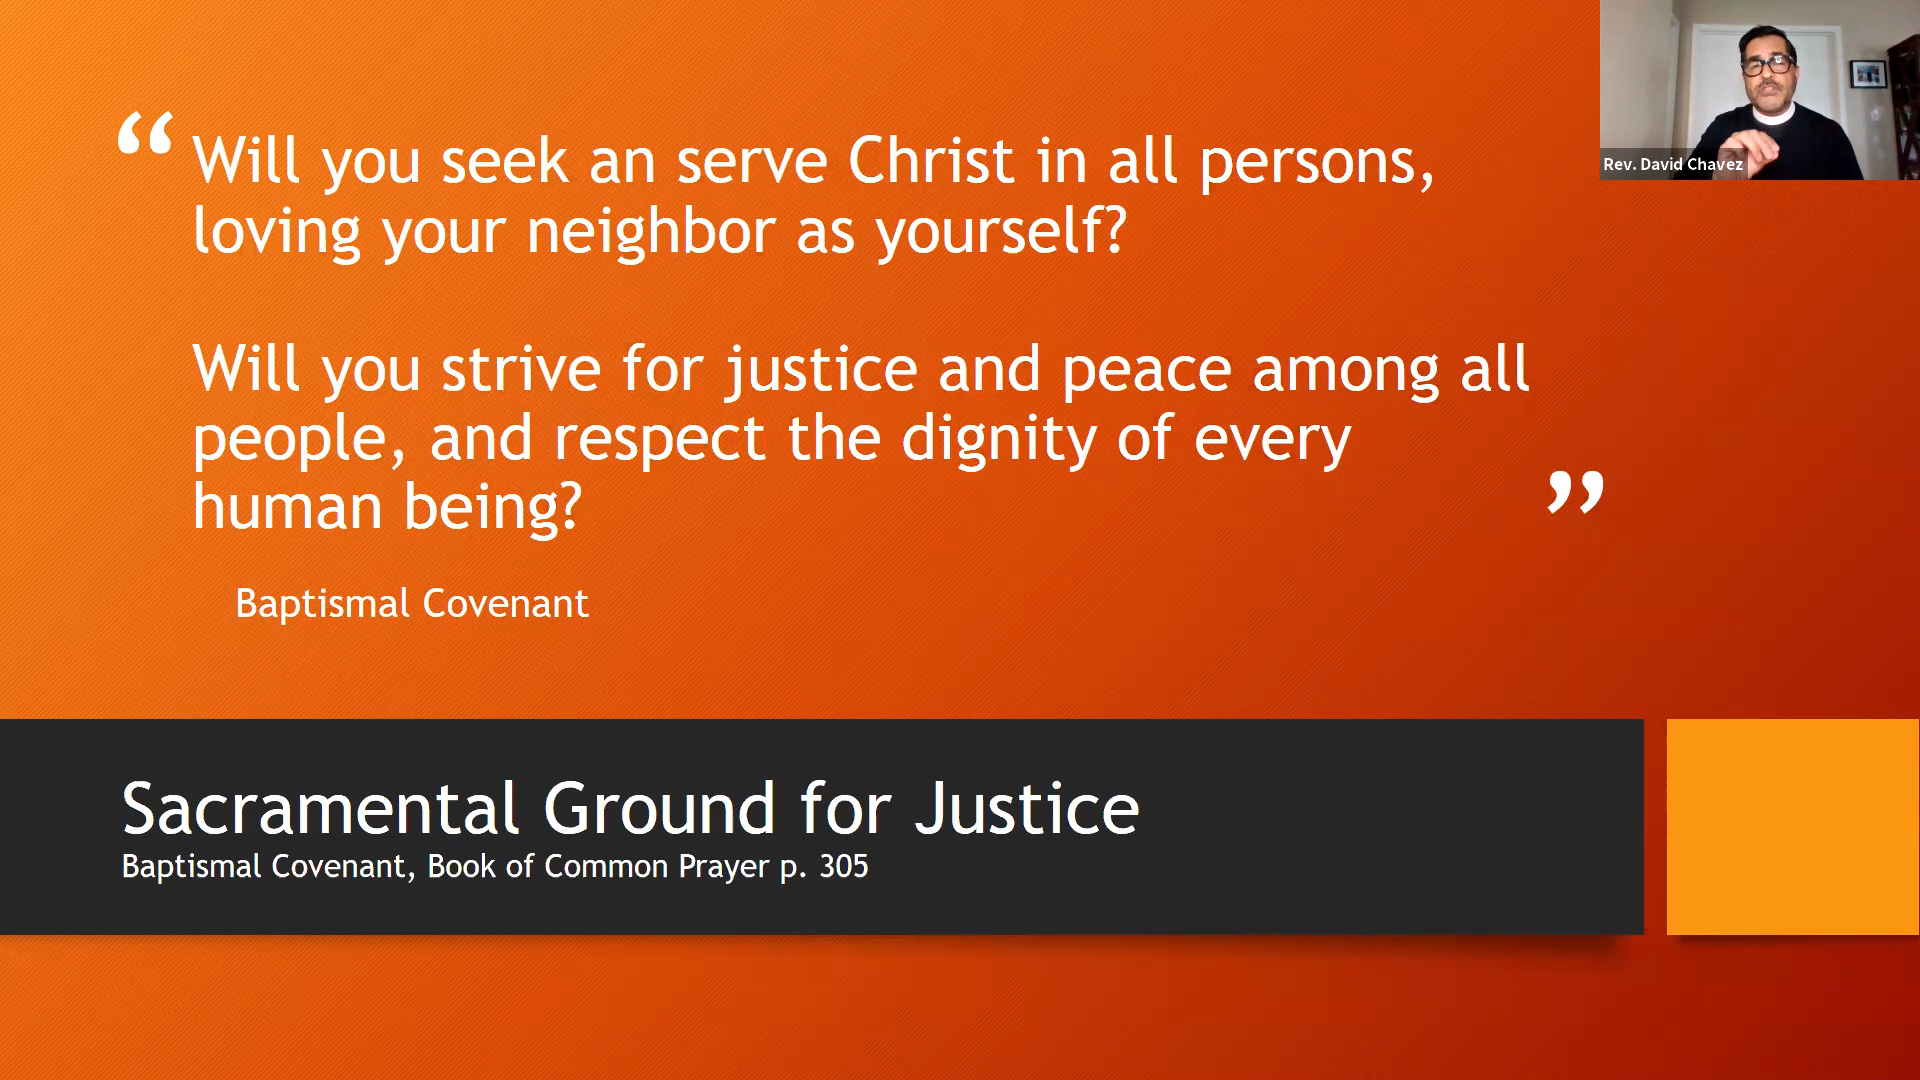 “Will you seek an serve Christ in all persons,
loving your neighbor as yourself?
Will you strive for justice and peace among all
people, and respect the dignity of every
human being?”
Baptismal Covenant
Sacramental Ground for Justice
Baptismal Covenant, Book of Common Prayer p. 305
Rev. David Chavez